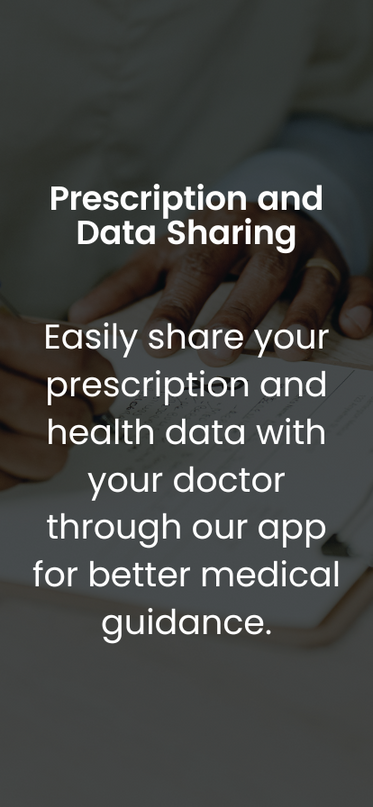 Prescription and
Data Sharing
Easily share your
prescription and
health data with
your doctor
through our app
for better medical
guidance.